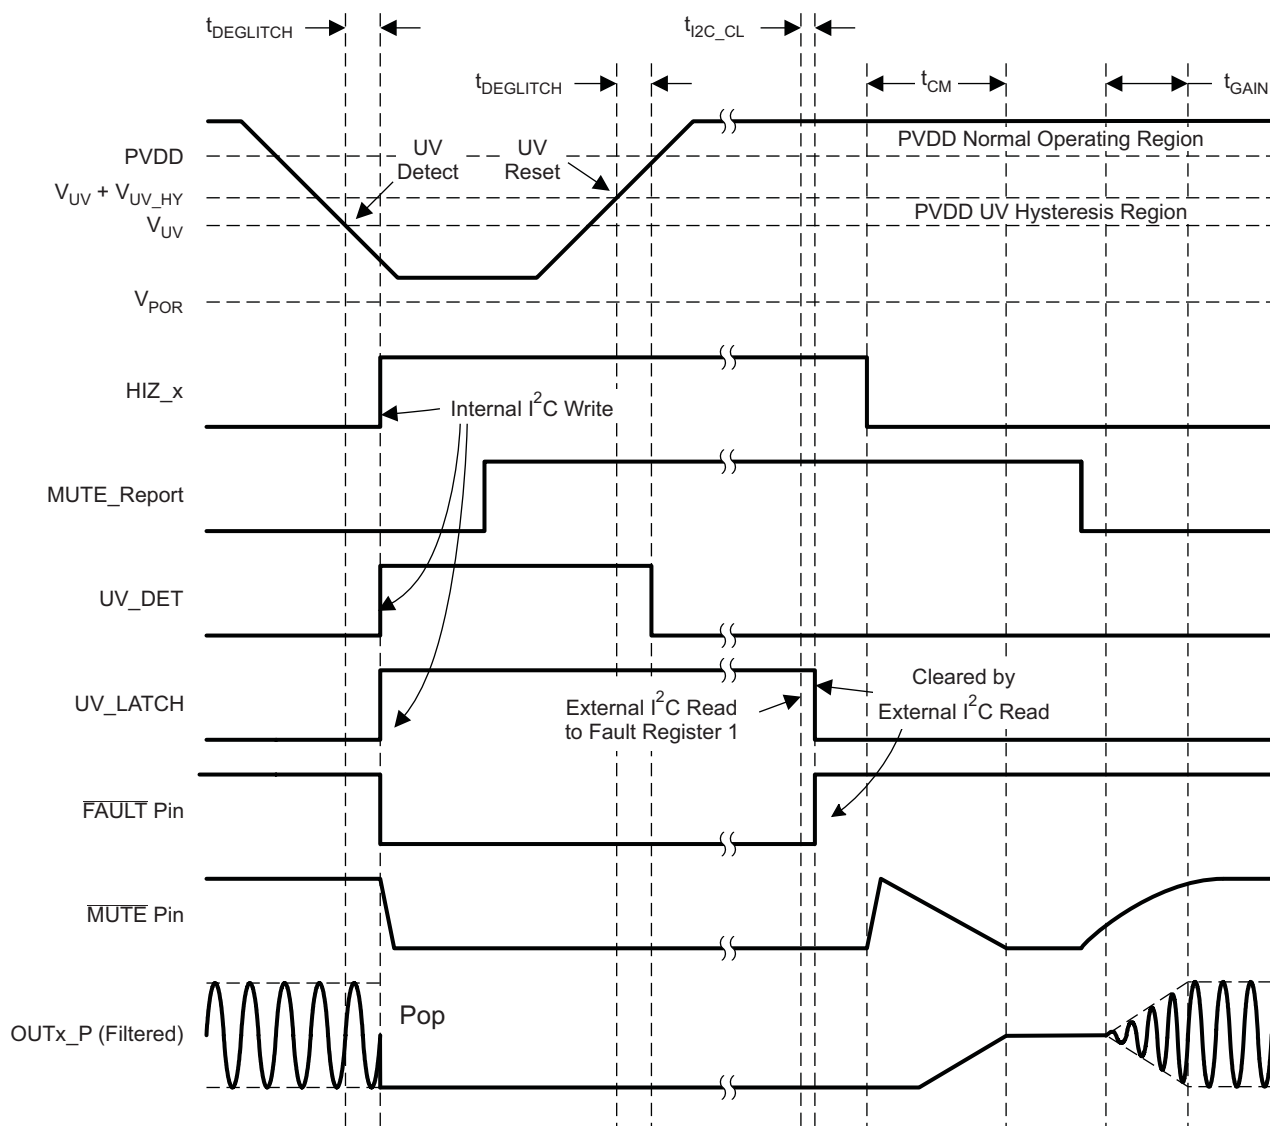 tDEGLITCH
tI2C_CL
tDEGLITCH
tCM
tGAIN
PVDD Normal Operating Region
UV
Detect
UV
Reset
PVDD
VUV + VUV_HY
PVDD UV Hysteresis Region
VUV
VPOR
HIZ_x
Internal I2C Write
MUTE_Report
UV_DET
UV_LATCH
External I2C Read
to Fault Register 1
Cleared by
External I2C Read
FAULT Pin
MUTE Pin
Pop
OUTx_P (Filtered)